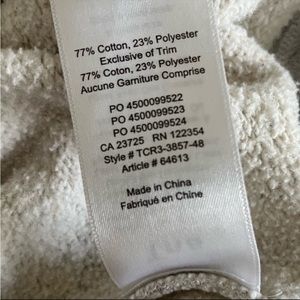 77% Cotton, 23% Polyester
Exclusive of Trim
77% Coton, 23% Polyester
Aucune Garniture Comprise
PO 4500099522
PO 4500099523
PO 4500099524
CA 23725 RN 122354
Style # TCR3-3857-48
Article # 64613
Made in China
Fabriqué en Chine